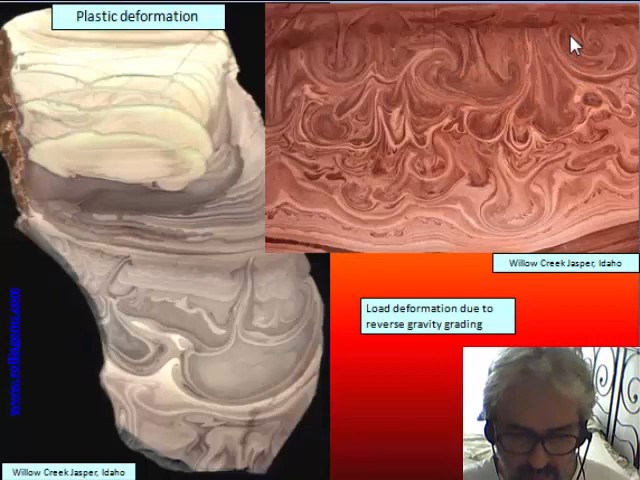 Plastic deformation
Willow Creek Jasper, Idaho
Load deformation due to
reverse gravity grading
Willow Creek Jasper, Idaho